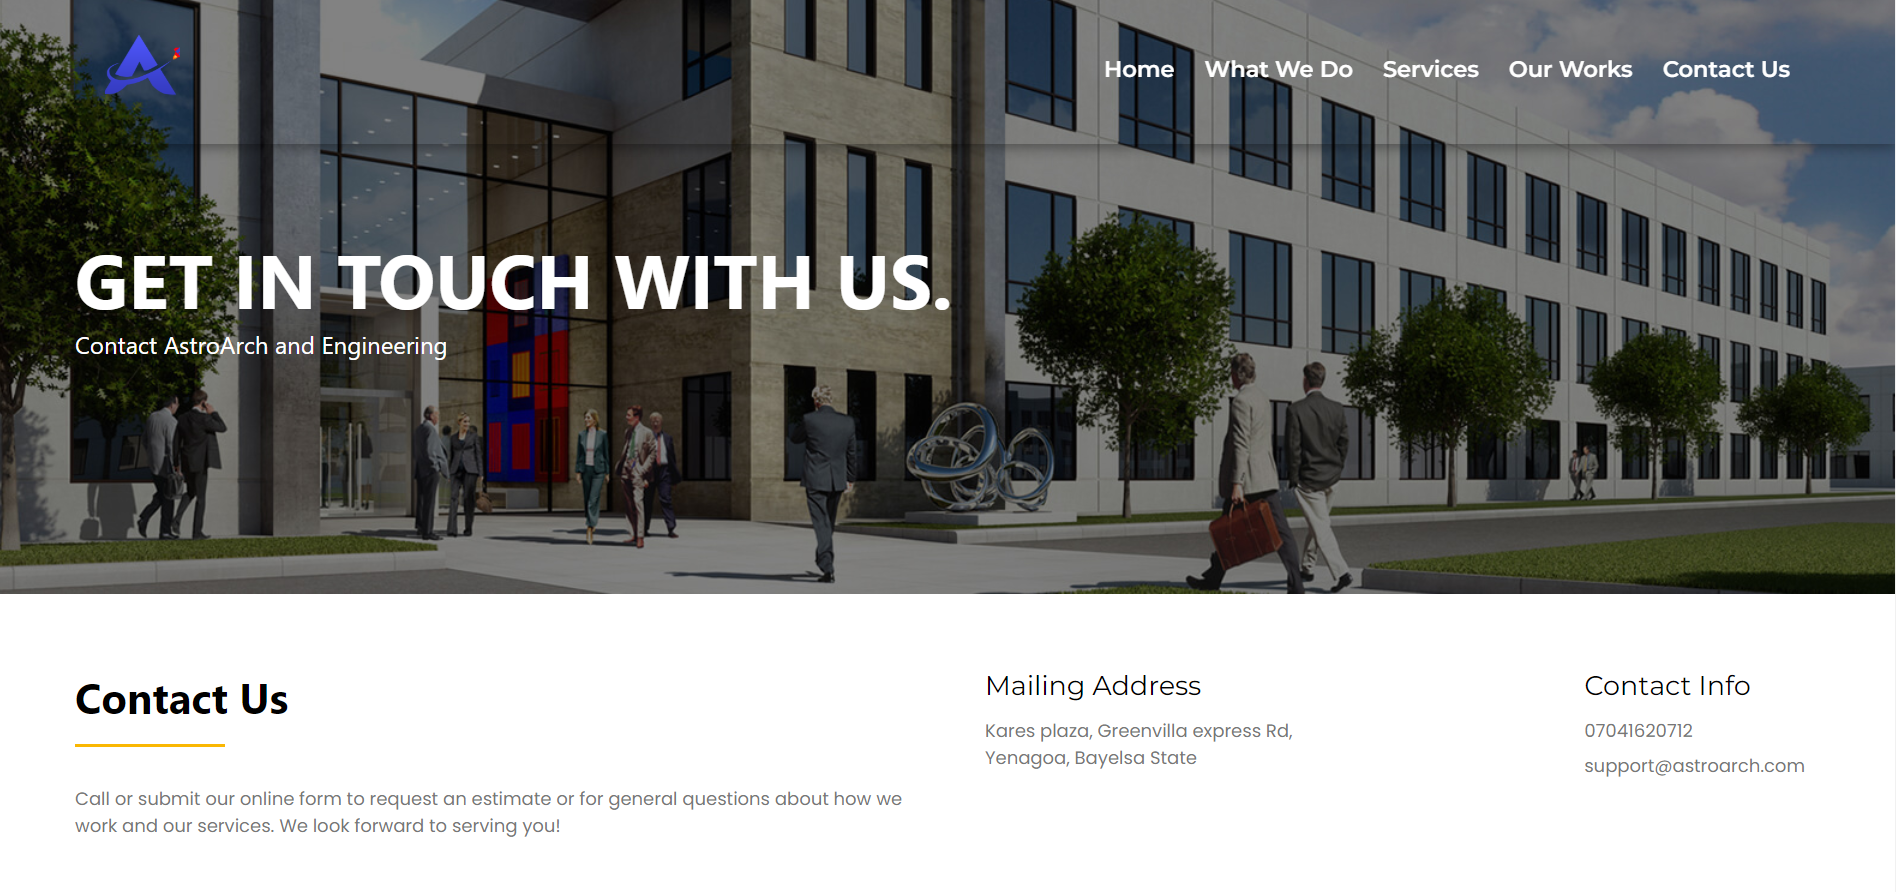 Home What We Do Services Our Works Contact Us
GET IN TOUCH WITH US.
Contact AstroArch and Engineering
Contact Us
Call or submit our online form to request an estimate or for general questions about how we
work and our services. We look forward to serving you!
Mailing Address
Kares plaza, Greenvilla express Rd,
Yenagoa, Bayelsa State
Contact Info
07041620712
support@astroarch.com